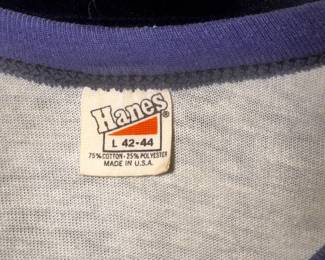 Hanes®
L 42-44
75% COTTON-25% POLYESTER
MADE IN U.S.A.